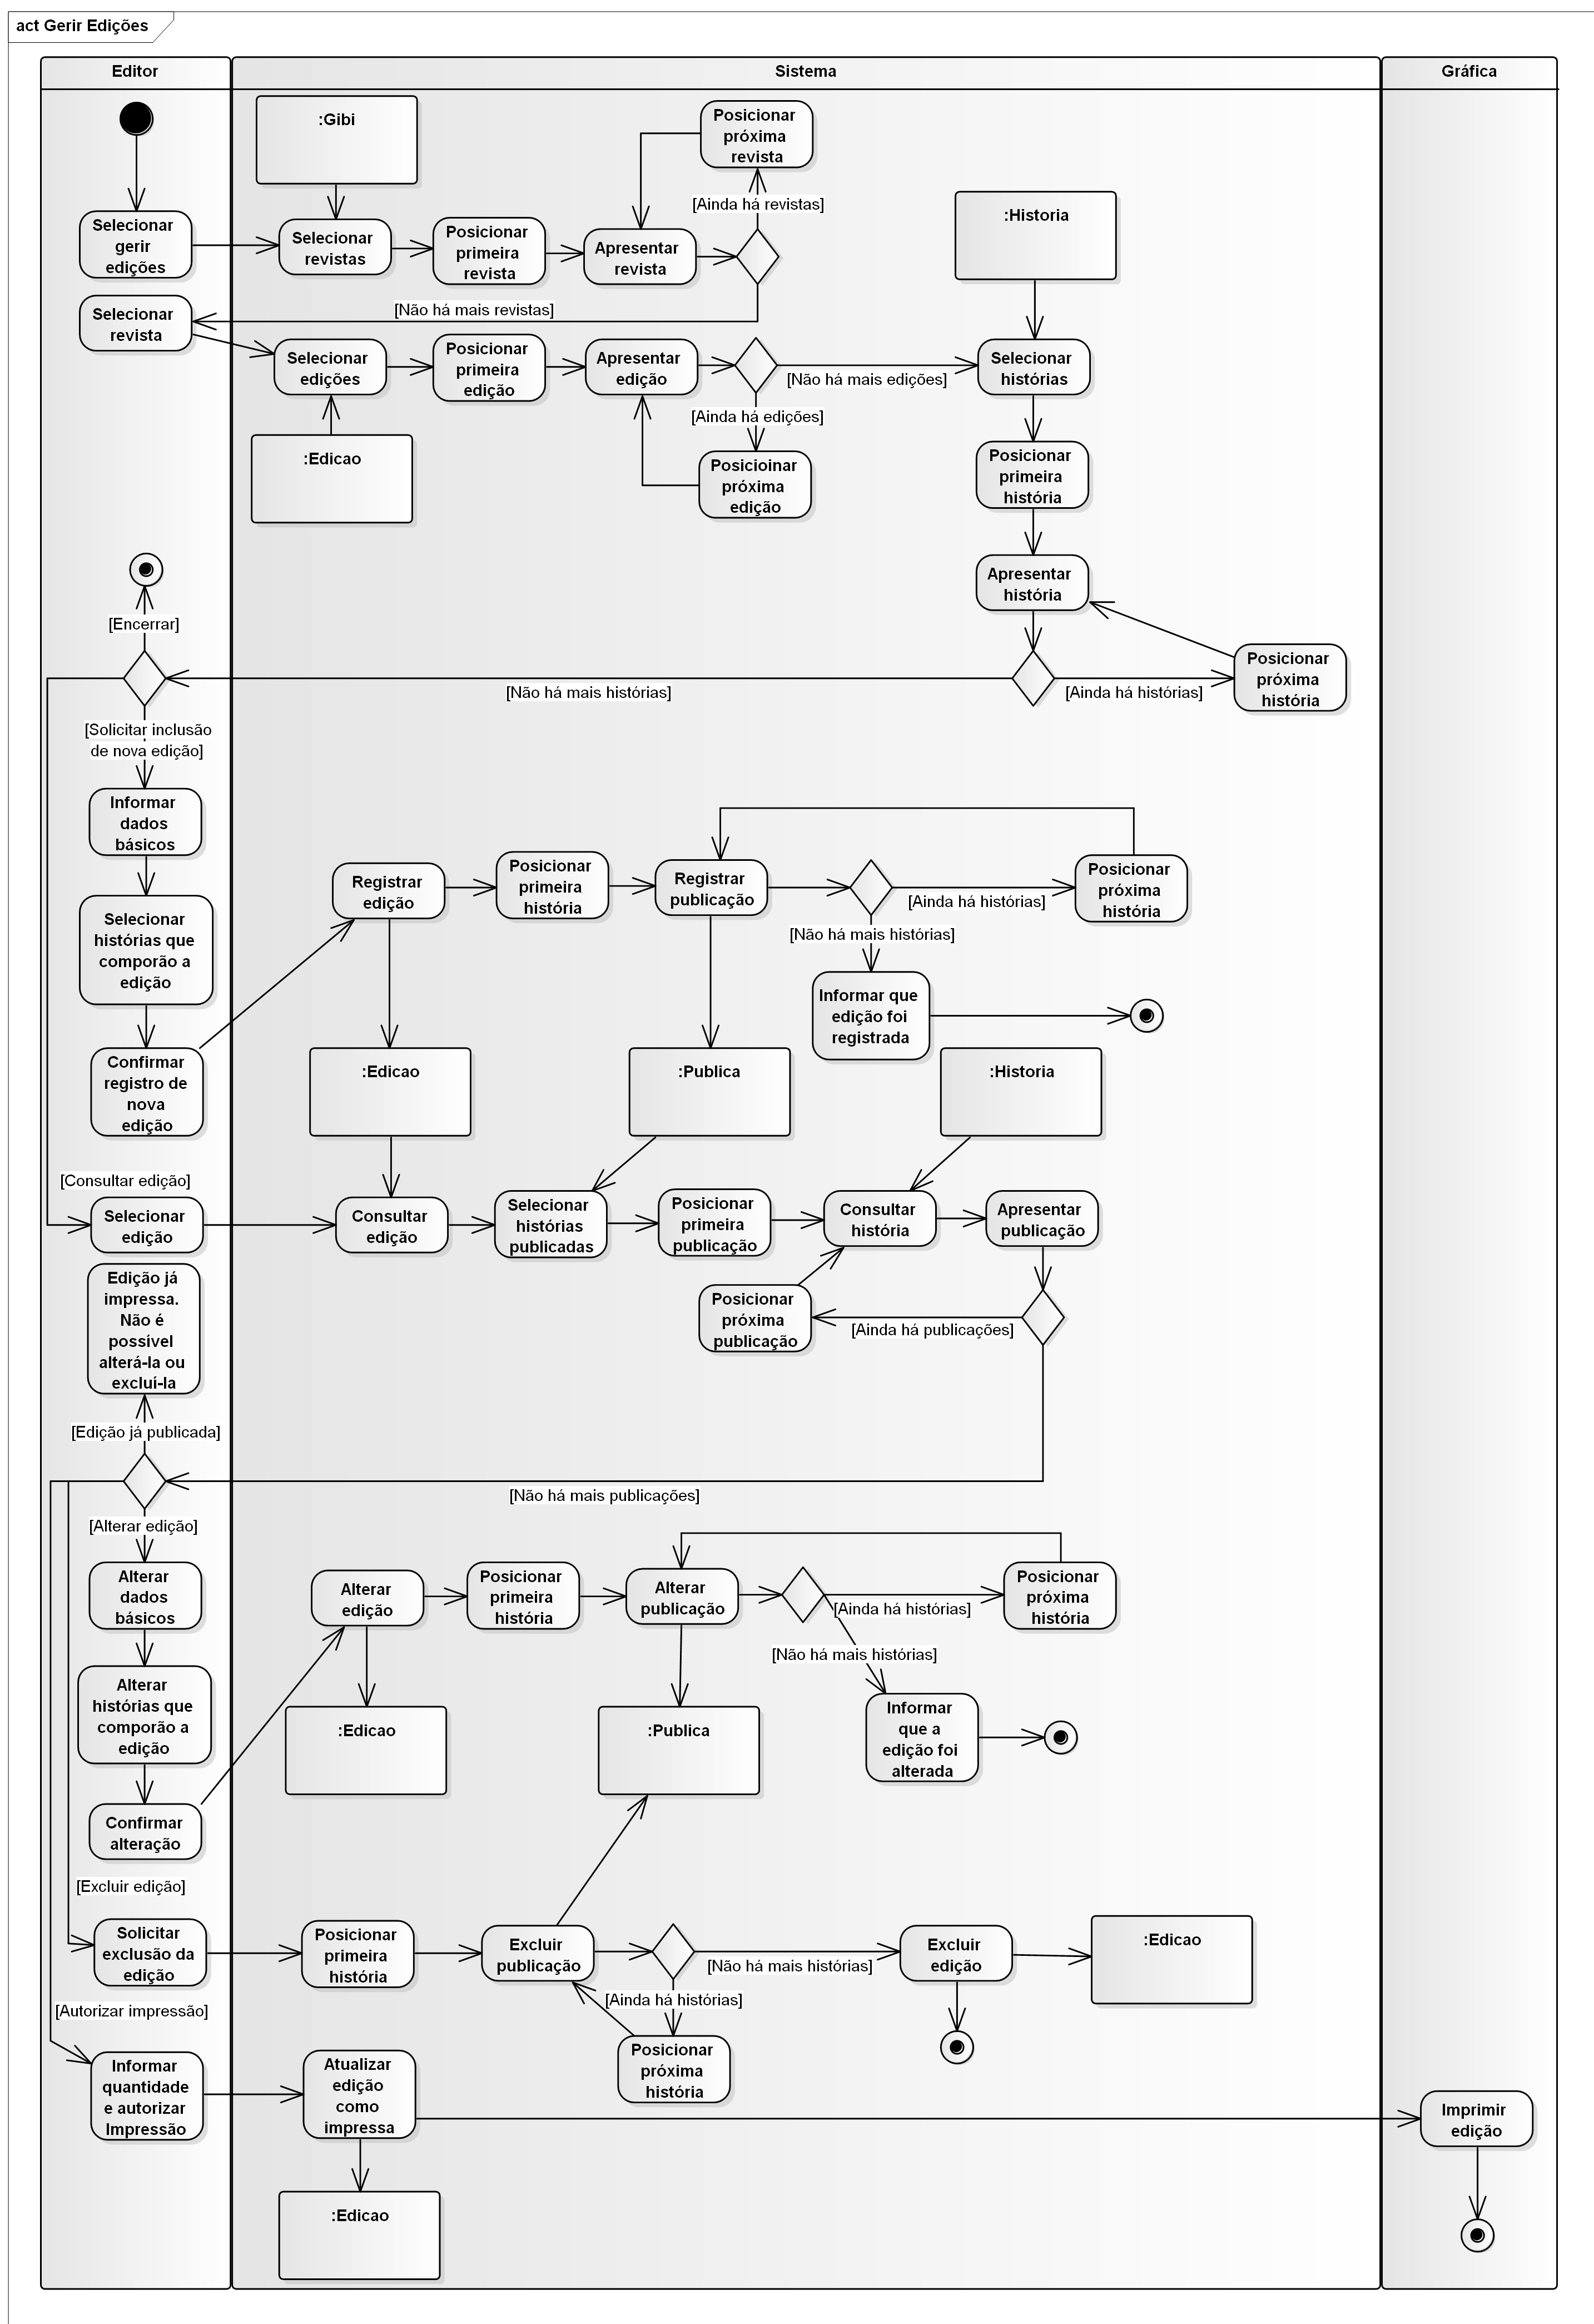 act Gerir Edições
Editor
Sistema
Gráfica
:Gibi
Posicionar
próxima
revista
[Ainda há revistas]
:Historia
Selecionar
gerir
edições
Selecionar
revistas
Posicionar
primeira
revista
Apresentar
revista
[Não há mais revistas]
Selecionar
revista
Selecionar
edições
Posicionar
primeira
edição
Apresentar
edição
[Não há mais edições]
Selecionar
histórias
[Ainda há edições]
:Edicao
Posicioinar
próxima
edição
Posicionar
primeira
história
Apresentar
história
[Encerrar]
[Não há mais histórias]
[Ainda há histórias]
Posicionar
próxima
história
[Solicitar inclusão
de nova edição]
Informar
dados
básicos
Registrar
edição
Posicionar
primeira
história
Registrar
publicação
[Ainda há histórias]
Posicionar
próxima
história
[Não há mais histórias]
Selecionar
histórias que
comporão a
edição
Informar que
edição foi
registrada
Confirmar
registro de
nova
edição
:Edicao
:Publica
:Historia
[Consultar edição]
Selecionar
edição
Consultar
edição
Selecionar
histórias
publicadas
Posicionar
primeira
publicação
Consultar
história
Apresentar
publicação
Edição já
impressa.
Não é
possível
alterá-la ou
excluí-la
Posicionar
próxima
publicação
[Ainda há publicações]
[Edição já publicada]
[Não há mais publicações]
[Alterar edição]
Alterar
dados
básicos
Alterar
edição
Posicionar
primeira
história
Alterar
publicação
[Ainda há histórias]
Posicionar
próxima
história
[Não há mais histórias]
Alterar
histórias que
comporão a
edição
:Edicao
:Publica
Informar
que a
edição foi
alterada
Confirmar
alteração
[Excluir edição]
Solicitar
exclusão da
edição
Posicionar
primeira
história
Excluir
publicação
[Não há mais histórias]
Excluir
edição
:Edicao
[Ainda há histórias]
Posicionar
próxima
história
[Autorizar impressão]
Informar
quantidade
e autorizar
Impressão
Atualizar
edição
como
impressa
Imprimir
edição
:Edicao